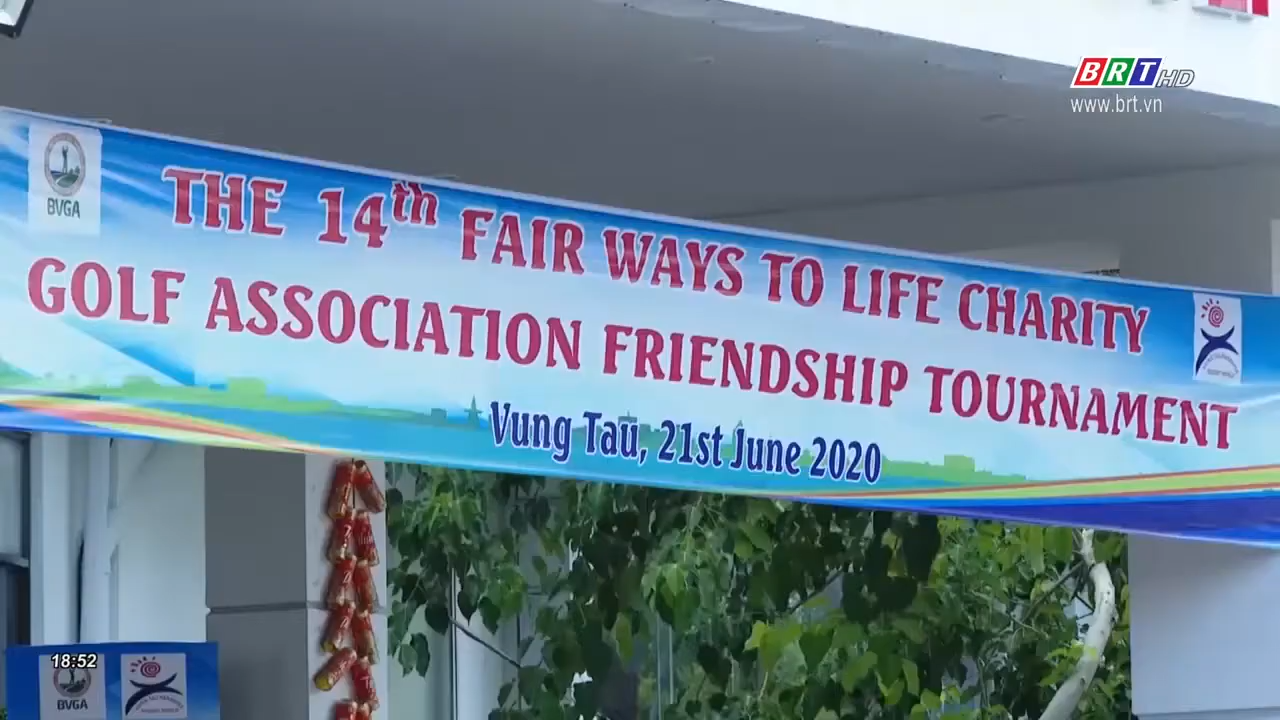 BRT HD
www.brt.vn
BVGA
THE 14th FAIR WAYS TO LIFE CHARITY
GOLF ASSOCIATION FRIENDSHIP TOURNAMENT
Vung Tau, 21st June 2020
18:52
BVGA